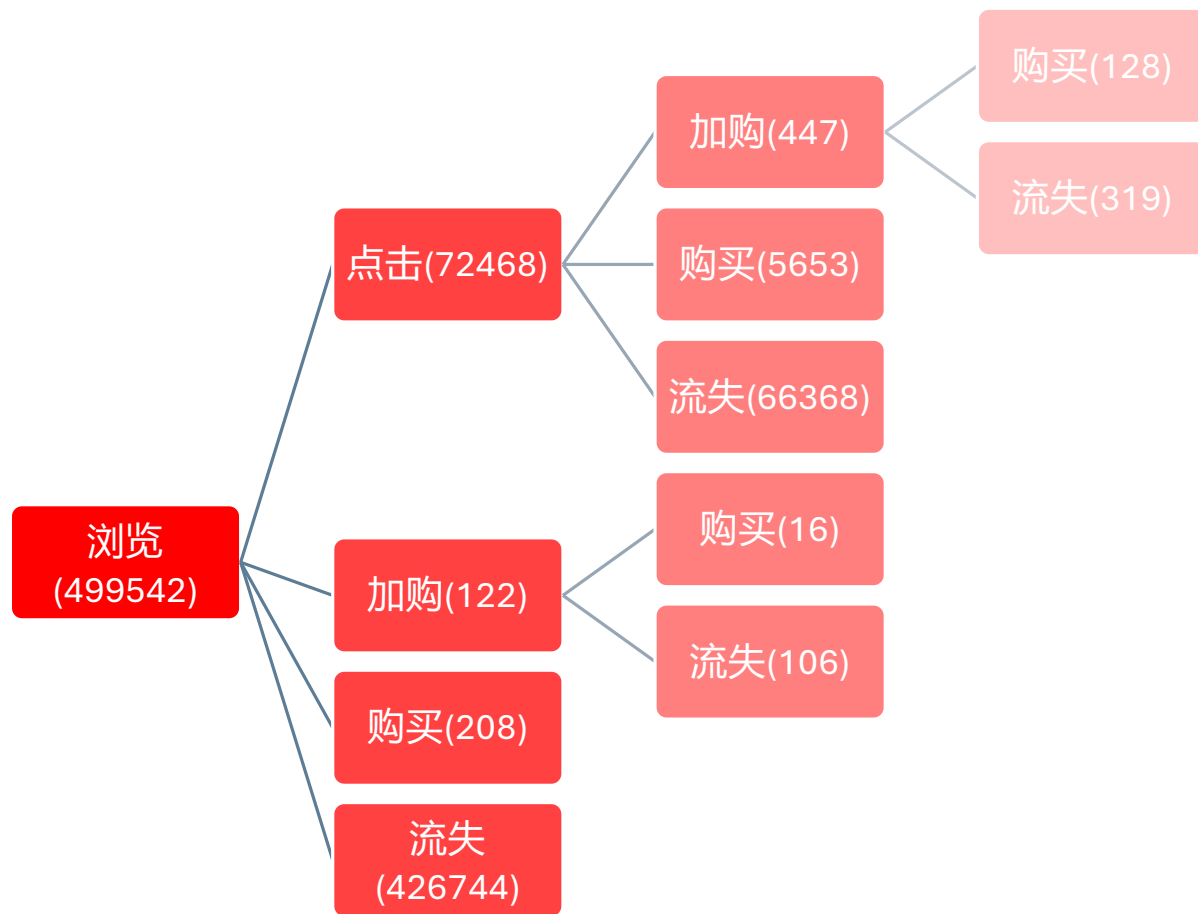 购买(128)
加购(447)
流失(319)
点击(72468)
购买(5653)
流失(66368)
浏览
(499542)
购买(16)
加购(122)
流失(106)
购买(208)
流失
(426744)